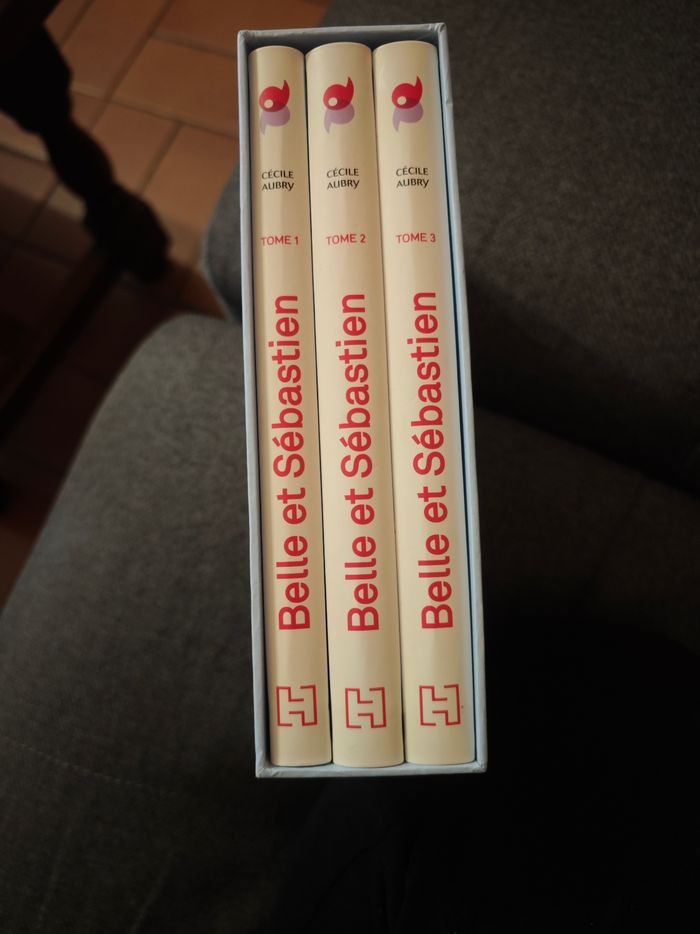 CÉCILE
AUBRY
TOME 1
Belle et Sébastien
CÉCILE
AUBRY
TOME 2
Belle et Sébastien
CÉCILE
AUBRY
TOME 3
Belle et Sébastien